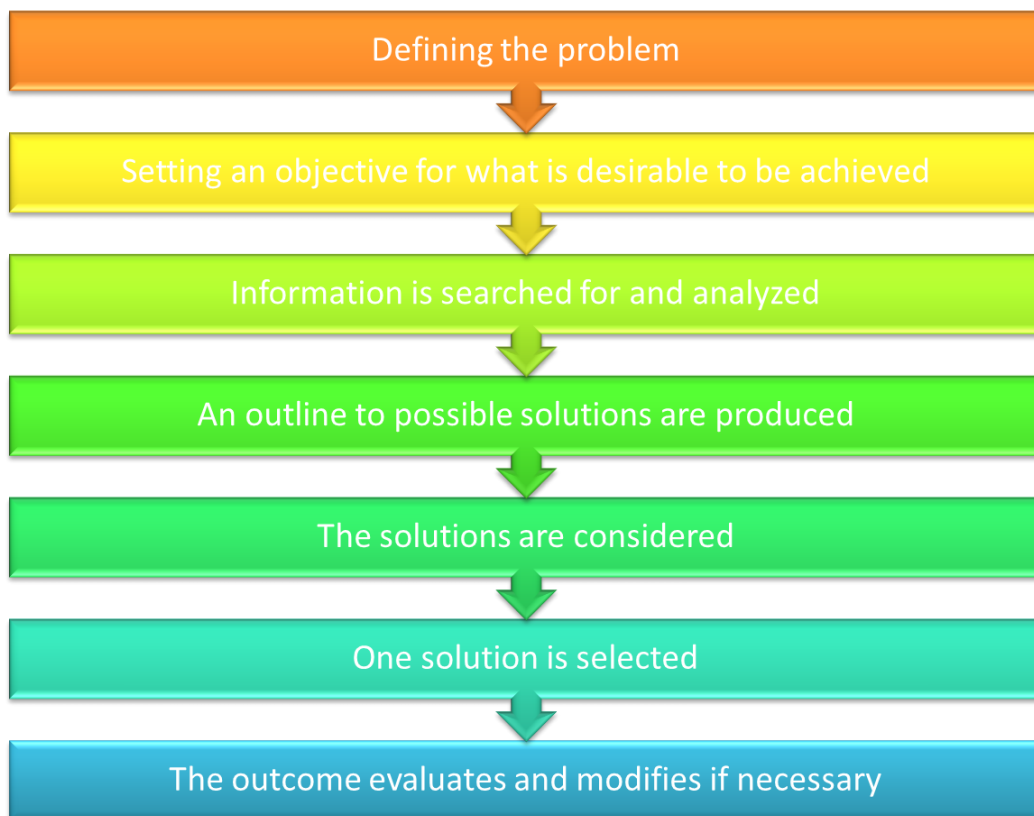 Defining the problem
Setting an objective for what is desirable to be achieved
Information is searched for and analyzed
An outline to possible solutions are produced
The solutions are considered
One solution is selected
The outcome evaluates and modifies if necessary